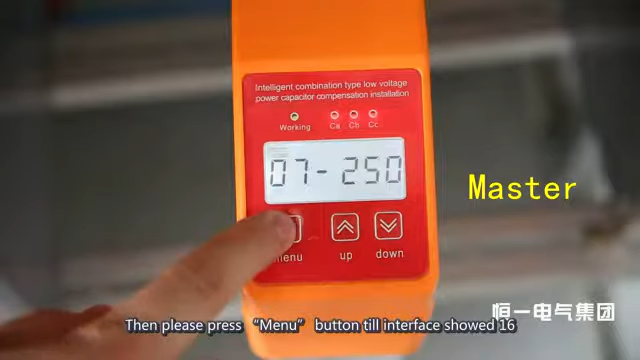 Intelligent combination type low voltage
power capacitor compensation installation
Working Ca Cb Cc
07-250
Master
menu up down
恒一电气集团
Then please press “Menu” button till interface showed 16